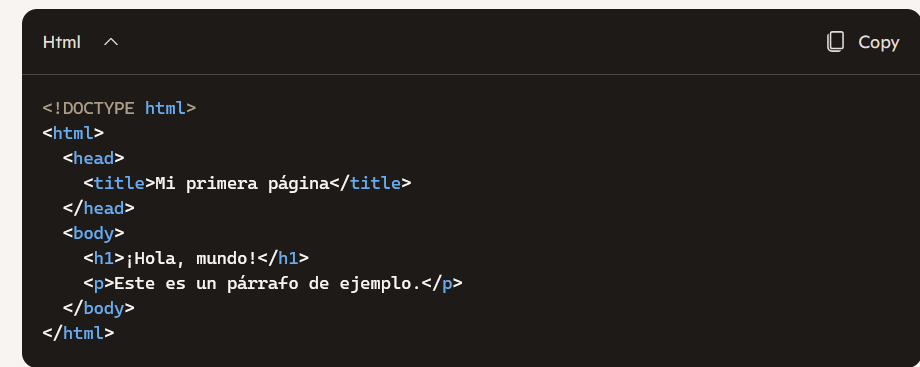 Html
Copy
<!DOCTYPE html>
<html>
  <head>
    <title>Mi primera página</title>
  </head>
  <body>
    <h1>¡Hola, mundo!</h1>
    <p>Este es un párrafo de ejemplo.</p>
  </body>
</html>